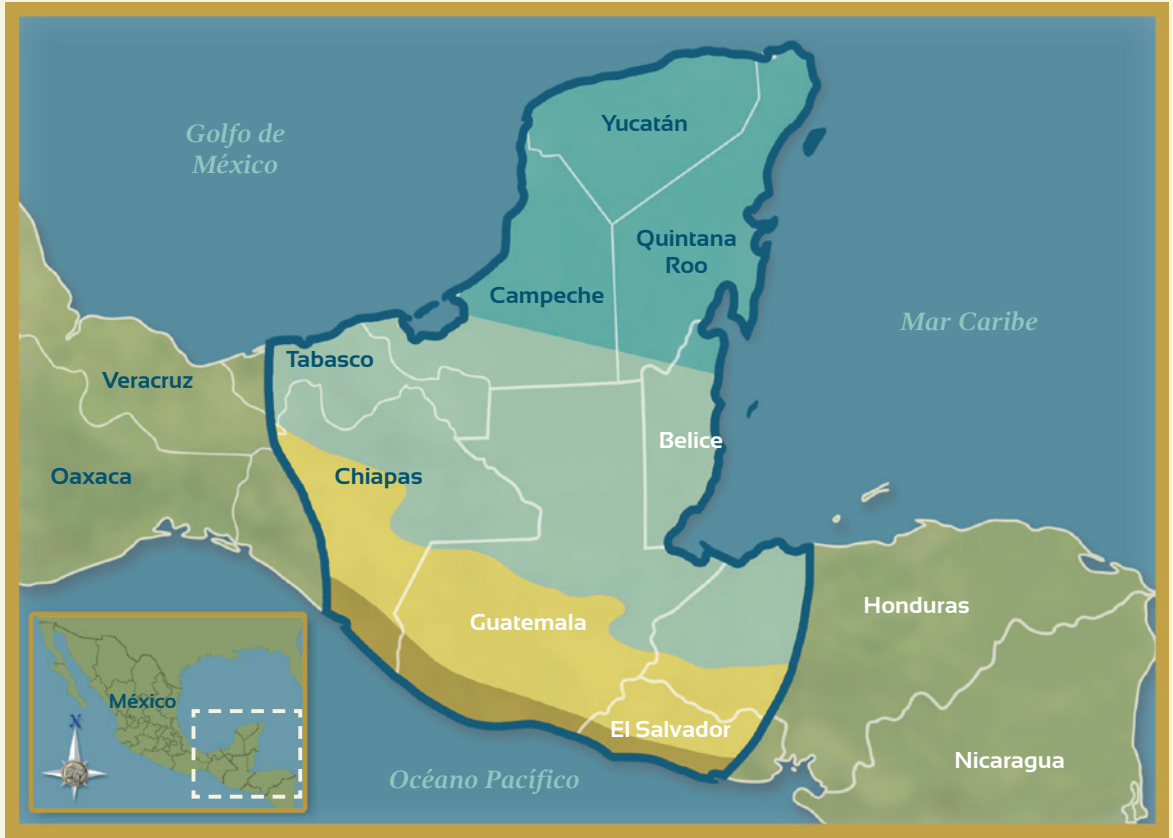 Golfo de
México
Yucatán
Quintana
Roo
Campeche
Mar Caribe
Tabasco
Veracruz
Belice
Oaxaca
Chiapas
Honduras
Guatemala
México
N
El Salvador
Nicaragua
Océano Pacífico